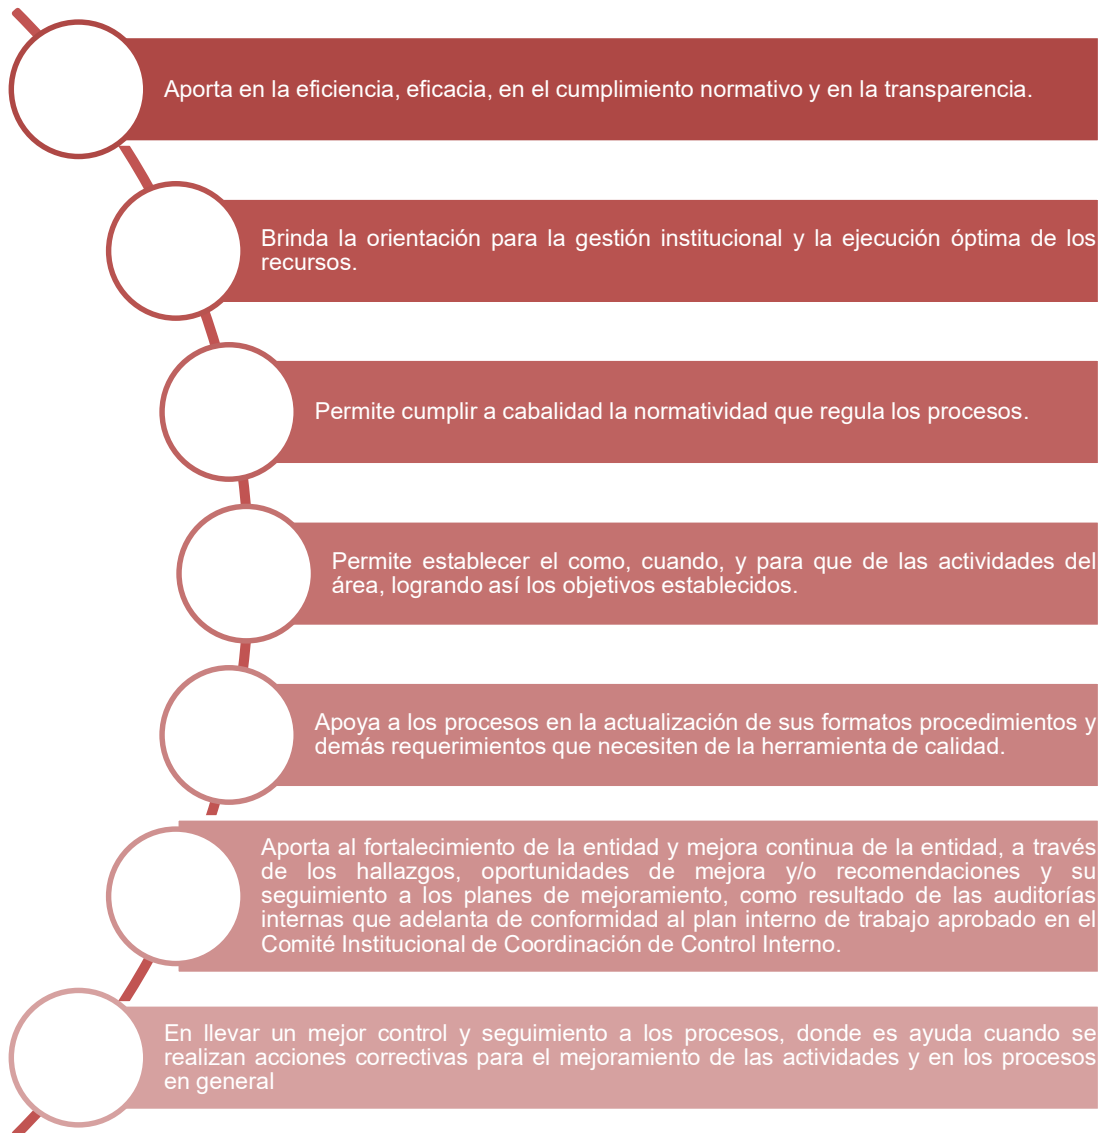 Aporta en la eficiencia, eficacia, en el cumplimiento normativo y en la transparencia.
Brinda la orientación para la gestión institucional y la ejecución óptima de los
recursos.
Permite cumplir a cabalidad la normatividad que regula los procesos.
Permite establecer el como, cuando, y para que de las actividades del
área, logrando así los objetivos establecidos.
Apoya a los procesos en la actualización de sus formatos procedimientos y
demás requerimientos que necesiten de la herramienta de calidad.
Aporta al fortalecimiento de la entidad y mejora continua de la entidad, a través
de los hallazgos, oportunidades de mejora y/o recomendaciones y su
seguimiento a los planes de mejoramiento, como resultado de las auditorías
internas que adelanta de conformidad al plan interno de trabajo aprobado en el
Comité Institucional de Coordinación de Control Interno.
En llevar un mejor control y seguimiento a los procesos, donde es ayuda cuando se
realizan acciones correctivas para el mejoramiento de las actividades y en los procesos
en general